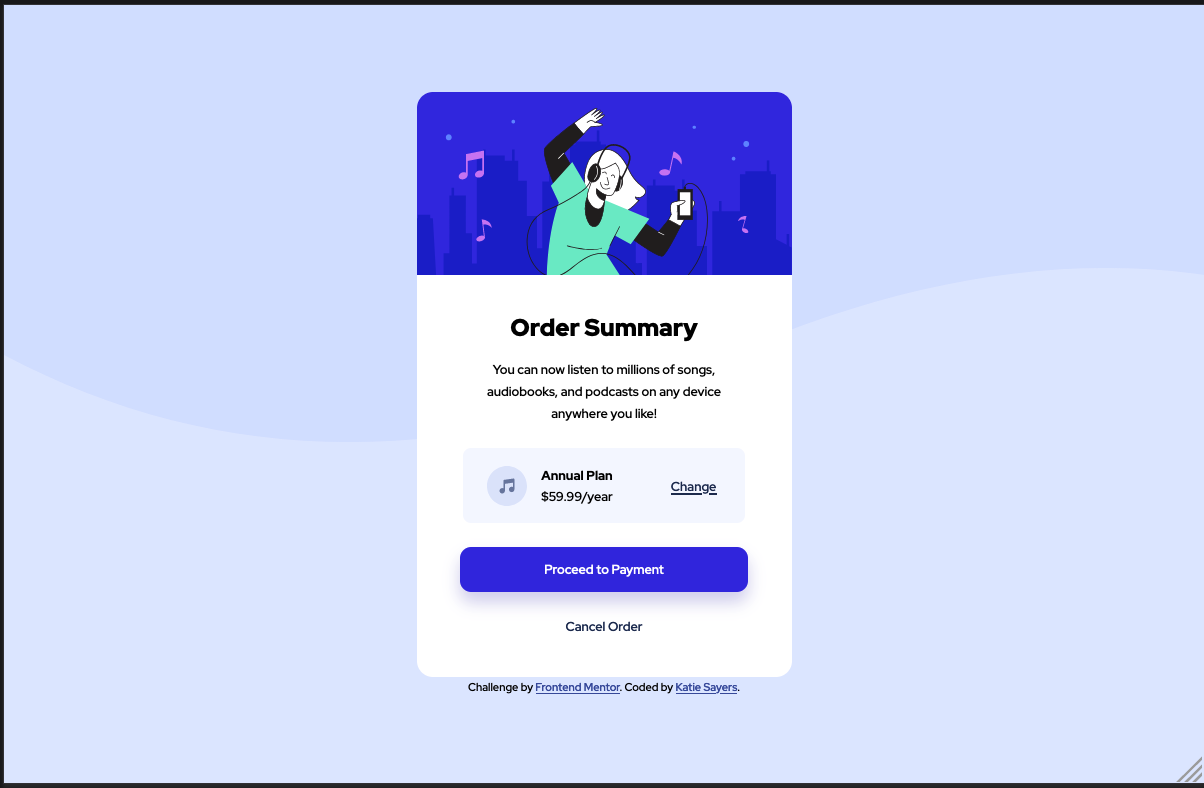 Order Summary
You can now listen to millions of songs,
audiobooks, and podcasts on any device
anywhere you like!
Annual Plan
$59.99/year
Change
Proceed to Payment
Cancel Order
Challenge by Frontend Mentor. Coded by Katie Sayers.